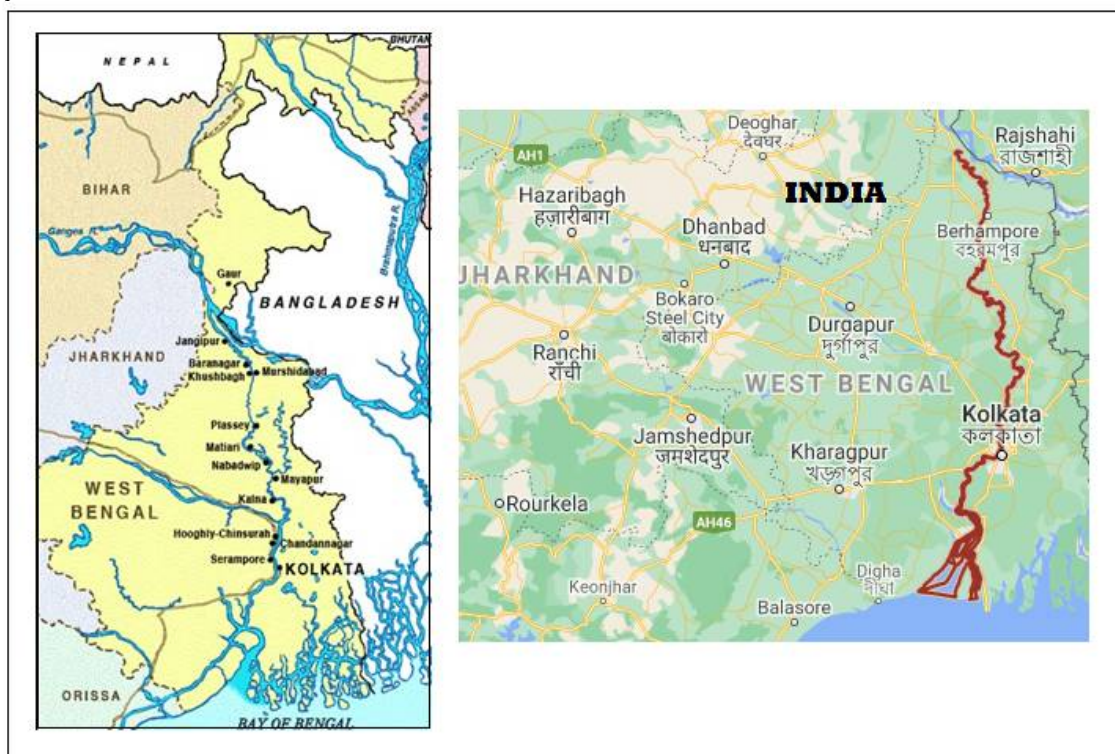 NEPAL
BHUTAN
ASSAM
BIHAR
Ganges R.
Brahmaputra R.
Gaur
BANGLADESH
Jangipur
JHARKHAND
Baranagar
Khushbagh
Murshidabad
Plassey
Matiari
Nabadwip
Mayapur
WEST
BENGAL
Kalna
Hooghly-Chinsurah
Chandannagar
Serampore
KOLKATA
ORISSA
BAY OF BENGAL
Deoghar
देवघर
Rajshahi
রাজশাহী
AH1
INDIA
Hazaribagh
हज़ारीबाग
Dhanbad
धनबाद
Berhampore
বহরমপুর
JHARKHAND
Bokaro
Steel City
बोकारो
Durgapur
দুর্গাপুর
Ranchi
राँची
WEST BENGAL
Kolkata
কলকাতা
Jamshedpur
जमशेदपुर
Kharagpur
খড়্গপুর
Rourkela
AH46
Digha
দীঘা
Keonjhar
Balasore